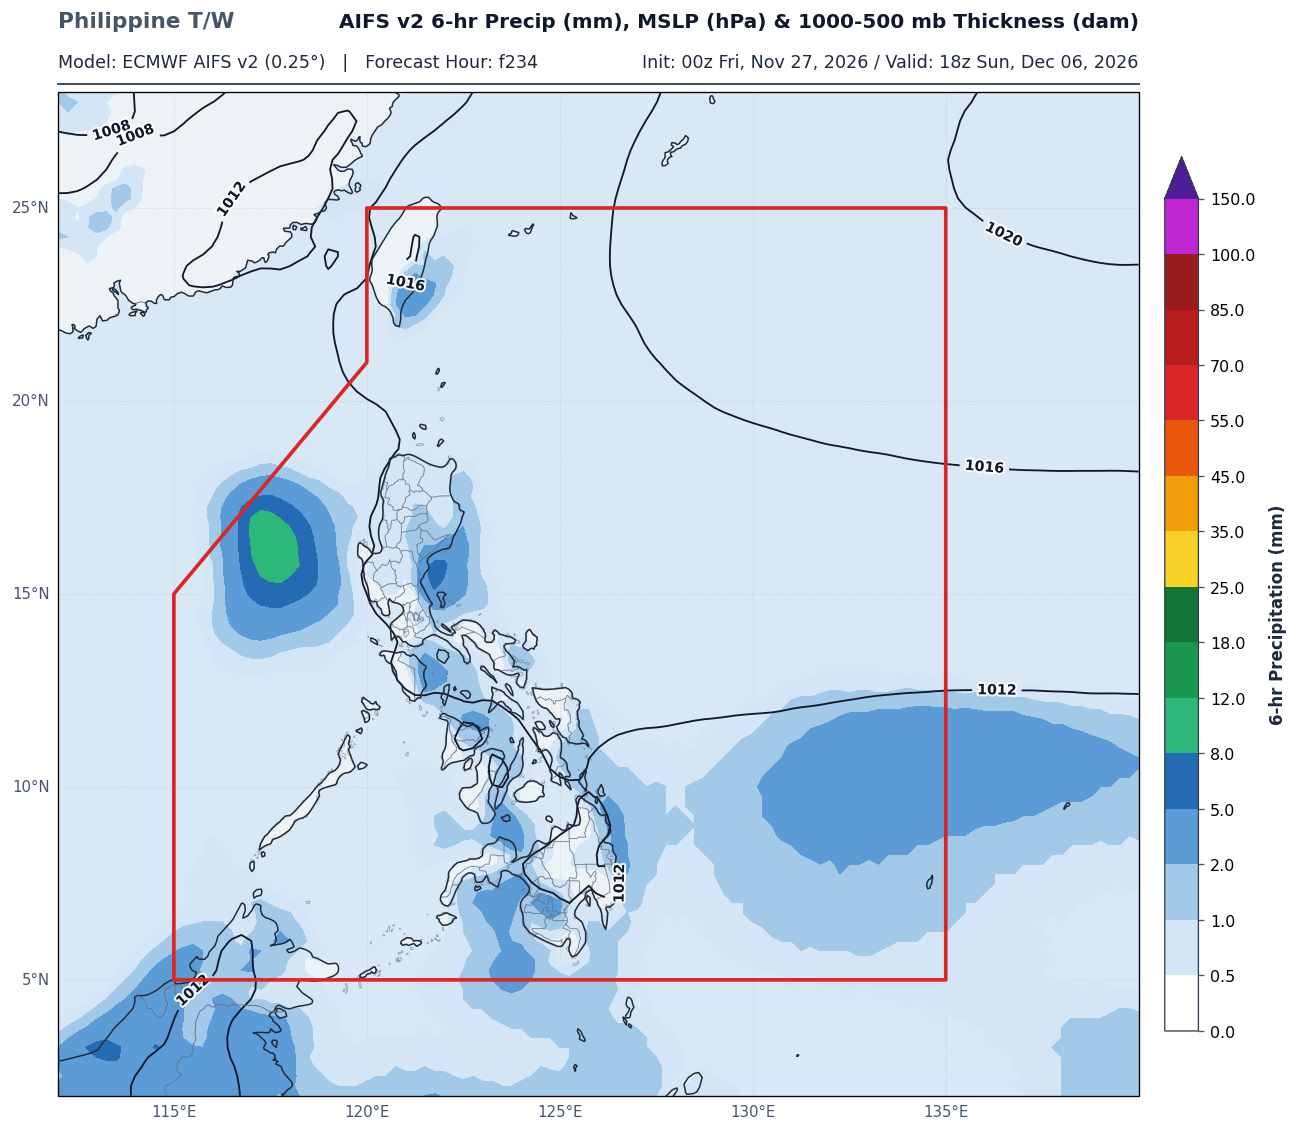 Philippine T/W
AIFS v2 6-hr Precip (mm), MSLP (hPa) & 1000-500 mb Thickness (dam)
Model: ECMWF AIFS v2 (0.25°) | Forecast Hour: f234
Init: 00z Fri, Nov 27, 2026 / Valid: 18z Sun, Dec 06, 2026
1008
1008
1012
1020
1016
1016
1012
1012
1012
25°N
20°N
15°N
10°N
5°N
115°E
120°E
125°E
130°E
135°E
150.0
100.0
85.0
70.0
55.0
45.0
35.0
25.0
18.0
12.0
8.0
5.0
2.0
1.0
0.5
0.0
6-hr Precipitation (mm)